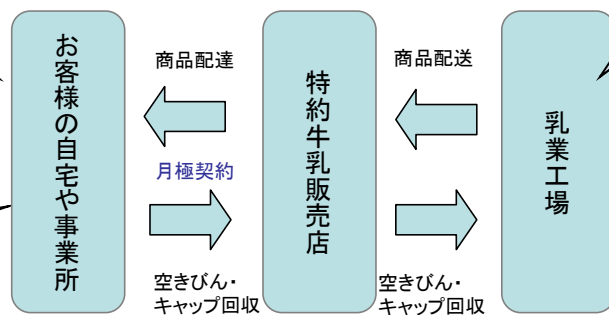 お客様の自宅や事業所
商品配達
月極契約
空きびん・
キャップ回収
特約牛乳販売店
商品配送
空きびん・
キャップ回収
乳業工場